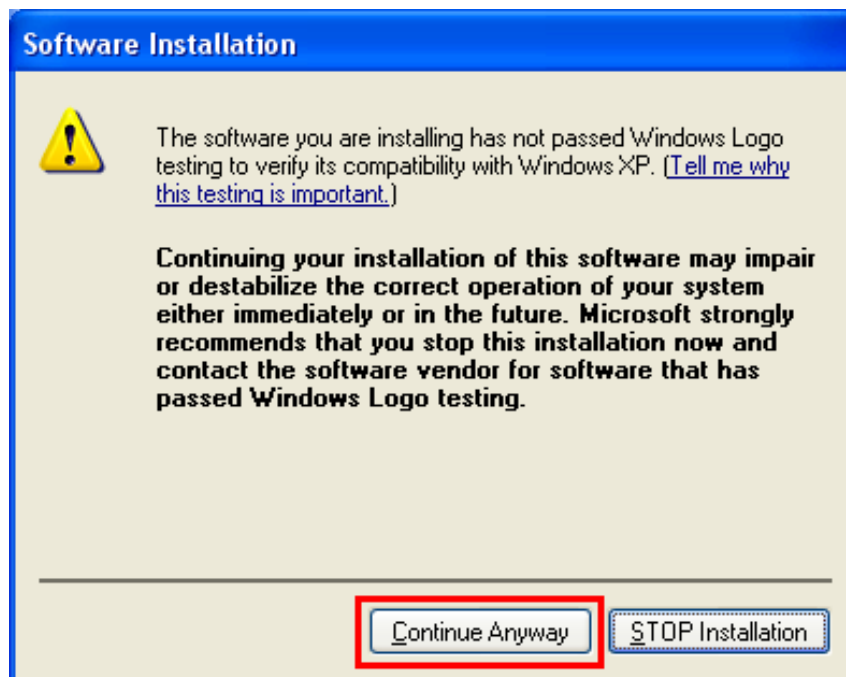 Software Installation
The software you are installing has not passed Windows Logo
testing to verify its compatibility with Windows XP. (Tell me why
this testing is important.)
Continuing your installation of this software may impair
or destabilize the correct operation of your system
either immediately or in the future. Microsoft strongly
recommends that you stop this installation now and
contact the software vendor for software that has
passed Windows Logo testing.
Continue Anyway
STOP Installation